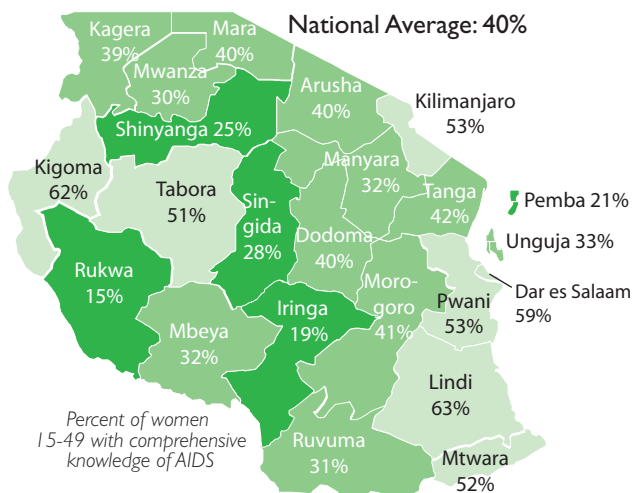 National Average: 40%
Kagera
39%
Mara
40%
Mwanza
30%
Arusha
40%
Kilimanjaro
53%
Shinyanga 25%
Kigoma
62%
Tabora
51%
Sin-
gida
28%
Manyara
32%
Tanga
42%
Pemba 21%
Unguja 33%
Dodoma
40%
Rukwa
15%
Iringa
19%
Moro-
goro
41%
Pwani
53%
Dar es Salaam
59%
Mbeya
32%
Lindi
63%
Ruvuma
31%
Mtwara
52%
Percent of women
15-49 with comprehensive
knowledge of AIDS